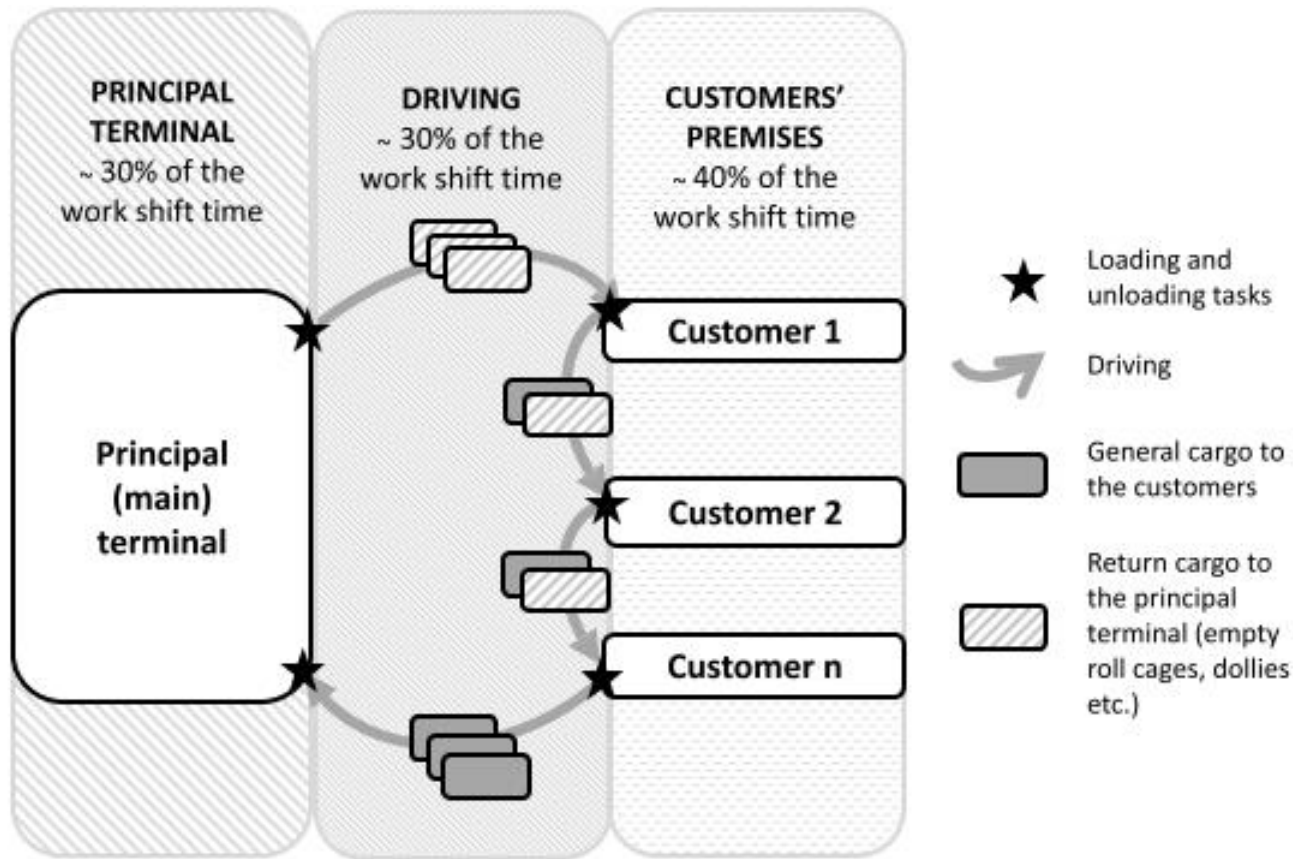 PRINCIPAL
TERMINAL
~ 30% of the
work shift time
DRIVING
~ 30% of the
work shift time
CUSTOMERS’
PREMISES
~ 40% of the
work shift time
Principal
(main)
terminal
Customer 1
Customer 2
Customer n
Loading and
unloading tasks
Driving
General cargo to
the customers
Return cargo to
the principal
terminal (empty
roll cages, dollies
etc.)